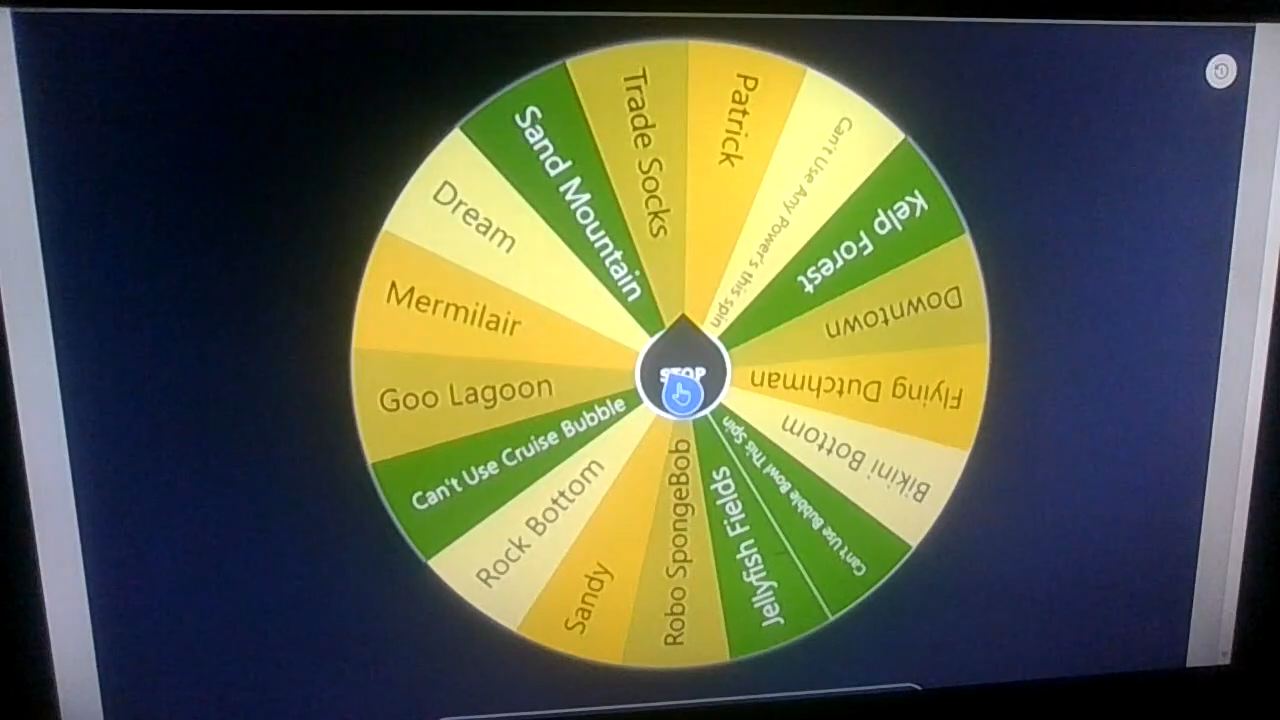 Trade Socks
Patrick
Can't Use Any Power's this spin
Kelp Forest
Downtown
Flying Dutchman
Bikini Bottom
Can't Use Bubble Bowl This Spin
Jellyfish Fields
Robo SpongeBob
Sandy
Rock Bottom
Can't Use Cruise Bubble
Goo Lagoon
Mermilair
Dream
Sand Mountain
STOP